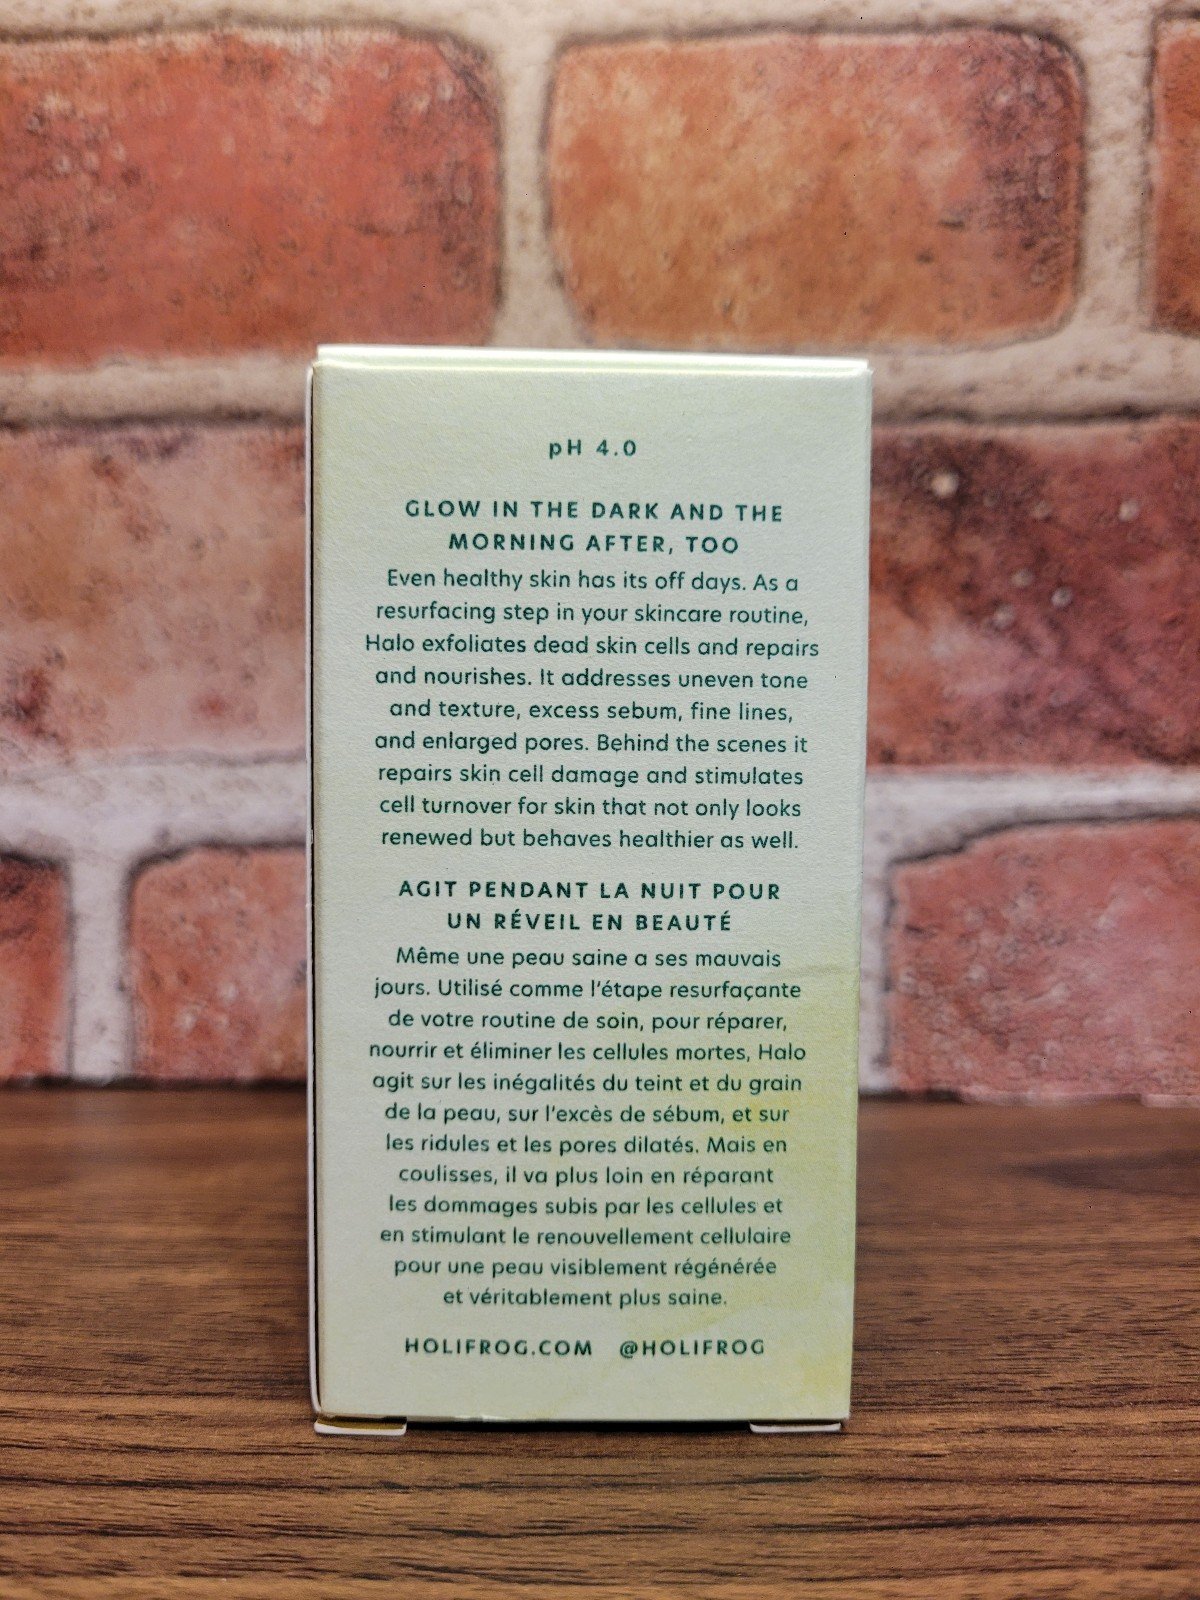 pH 4.0
GLOW IN THE DARK AND THE
MORNING AFTER, TOO
Even healthy skin has its off days. As a
resurfacing step in your skincare routine,
Halo exfoliates dead skin cells and repairs
and nourishes. It addresses uneven tone
and texture, excess sebum, fine lines,
and enlarged pores. Behind the scenes it
repairs skin cell damage and stimulates
cell turnover for skin that not only looks
renewed but behaves healthier as well.
AGIT PENDANT LA NUIT POUR
UN RÉVEIL EN BEAUTÉ
Même une peau saine a ses mauvais
jours. Utilisé comme l'étape resurfaçante
de votre routine de soin, pour réparer,
nourrir et éliminer les cellules mortes, Halo
agit sur les inégalités du teint et du grain
de la peau, sur l'excès de sébum, et sur
les ridules et les pores dilatés. Mais en
coulisses, il va plus loin en réparant
les dommages subis par les cellules et
en stimulant le renouvellement cellulaire
pour une peau visiblement régénérée
et véritablement plus saine.
HOLIFROG.COM @HOLIFROG